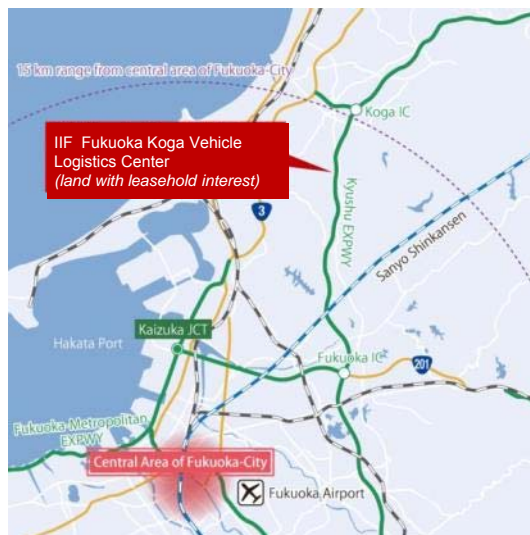 15 km range from central area of Fukuoka-City
Koga IC
IIF Fukuoka Koga Vehicle
Logistics Center
(land with leasehold interest)
3
Kyushu EXPWY
Sanyo Shinkansen
Kaizuka JCT
Hakata Port
Fukuoka IC
201
Fukuoka-Metropolitan
EXPWY
Central Area of Fukuoka-City
Fukuoka Airport